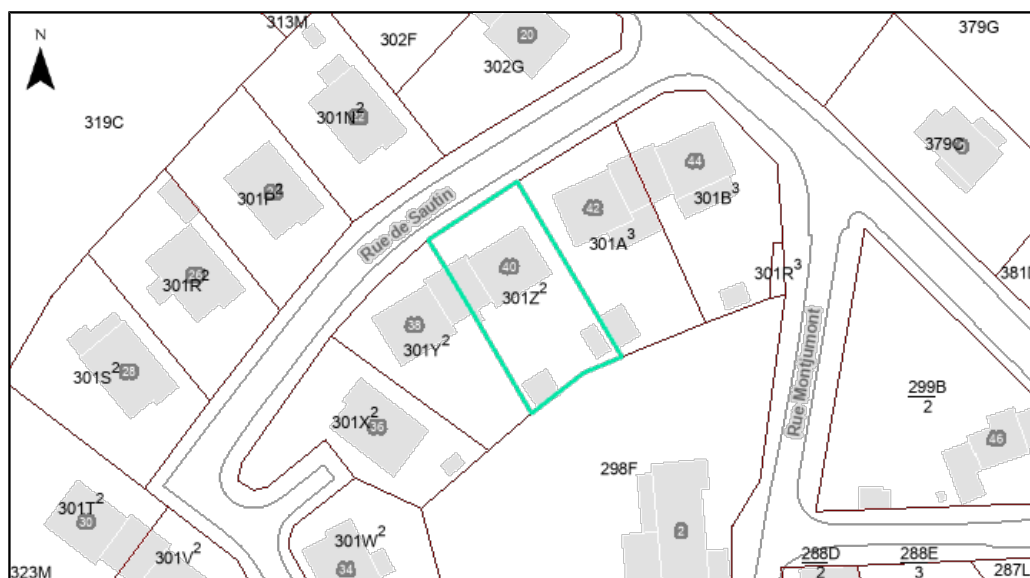 313M
379G
N
302F
20
302G
301N²
319C
379C
44
301P²
301B³
Rue de Sautin
42
301A³
40
26
301R²
301R³
381
301Z²
38
301Y²
Rue Montjumont
28
301S²
299B
2
301X²
36
46
298F
301T²
30
2
301W²
301V²
288D
2
288E
3
34
323M
287L